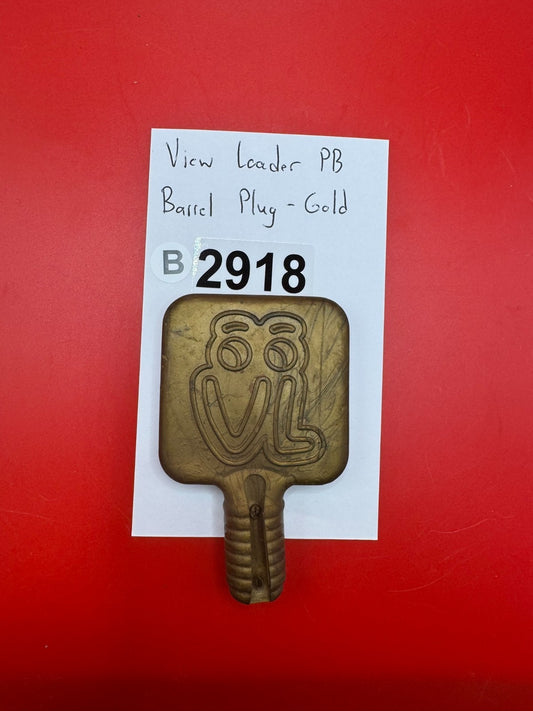 View Loader PB
Barrel Plug - Gold
B 2918
VL